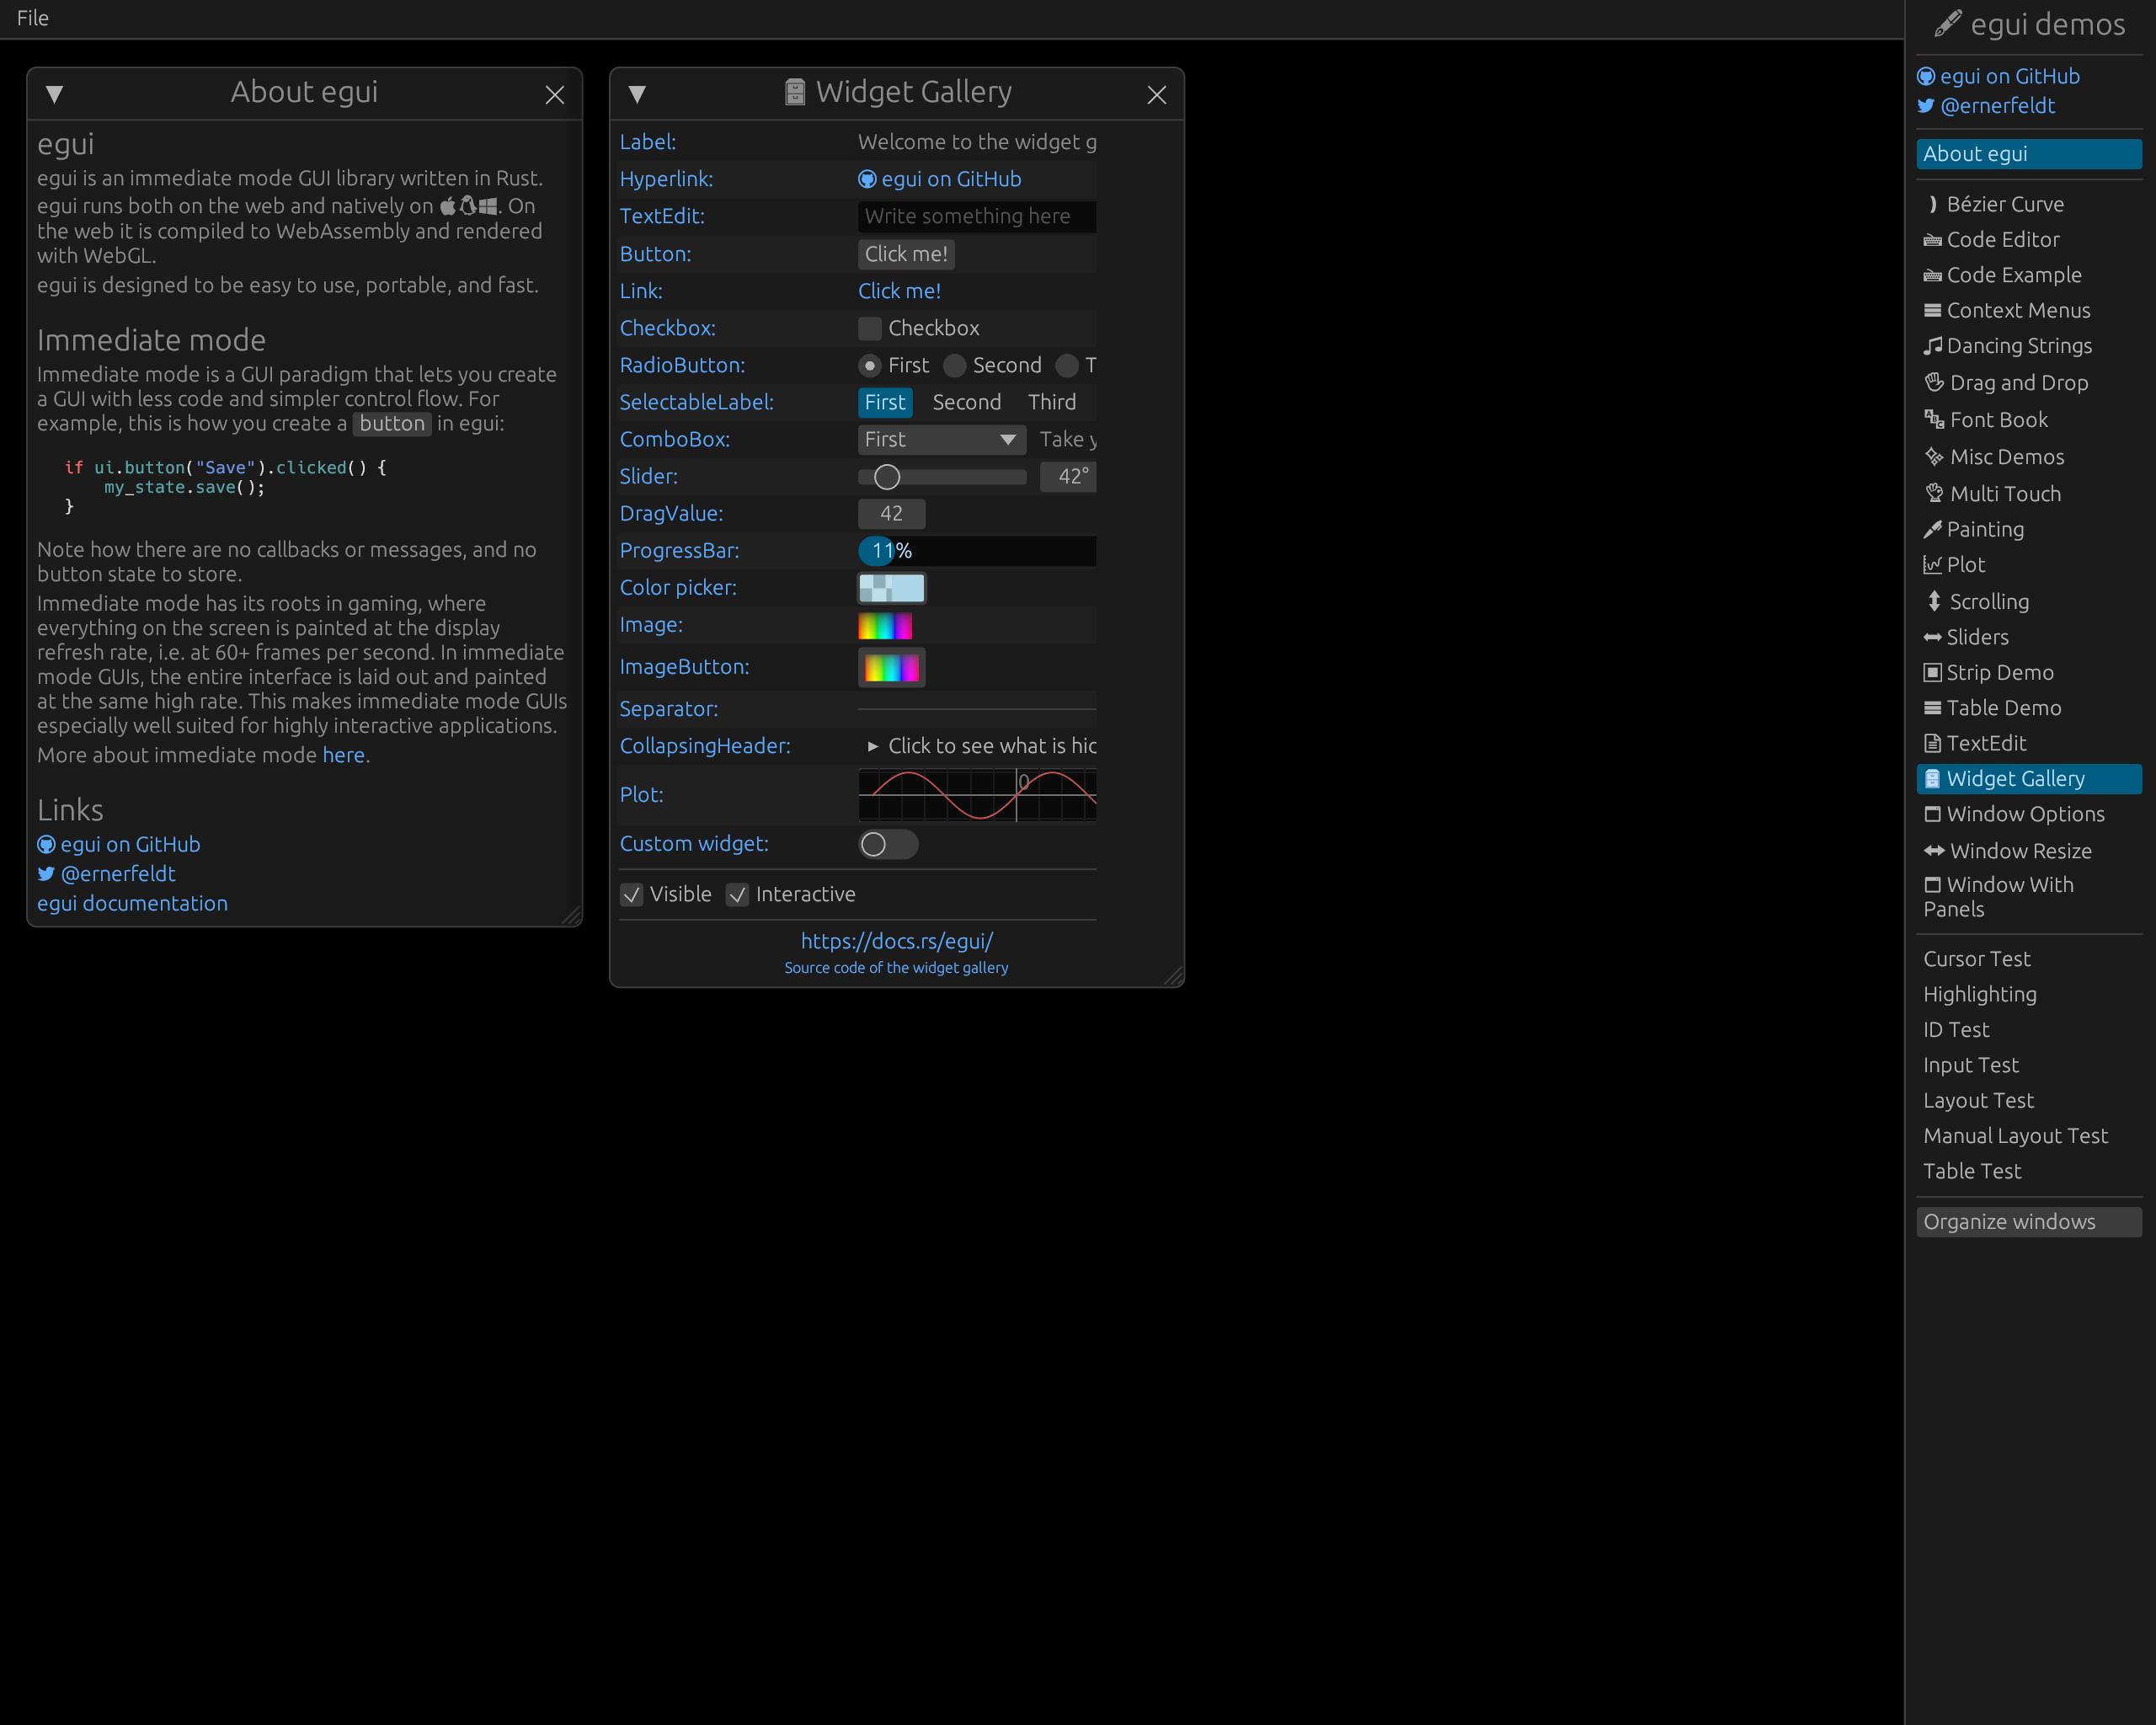 File
About egui
egui
egui is an immediate mode GUI library written in Rust.
egui runs both on the web and natively on . On
the web it is compiled to WebAssembly and rendered
with WebGL.
egui is designed to be easy to use, portable, and fast.
Immediate mode
Immediate mode is a GUI paradigm that lets you create
a GUI with less code and simpler control flow. For
example, this is how you create a button in egui:
if ui.button("Save").clicked() {
my_state.save();
}
Note how there are no callbacks or messages, and no
button state to store.
Immediate mode has its roots in gaming, where
everything on the screen is painted at the display
refresh rate, i.e. at 60+ frames per second. In immediate
mode GUIs, the entire interface is laid out and painted
at the same high rate. This makes immediate mode GUIs
especially well suited for highly interactive applications.
More about immediate mode here.
Links
egui on GitHub
@ernerfeldt
egui documentation
Widget Gallery
Label: Welcome to the widget g
Hyperlink: egui on GitHub
TextEdit: Write something here
Button: Click me!
Link: Click me!
Checkbox: Checkbox
RadioButton: First Second T
SelectableLabel: First Second Third
ComboBox: First Take y
Slider: 42°
DragValue: 42
ProgressBar: 11%
Color picker:
Image:
ImageButton:
Separator:
CollapsingHeader: Click to see what is hid
Plot: 0
Custom widget:
Visible Interactive
https://docs.rs/egui/
Source code of the widget gallery
egui demos
egui on GitHub
@ernerfeldt
About egui
Bézier Curve
Code Editor
Code Example
Context Menus
Dancing Strings
Drag and Drop
Font Book
Misc Demos
Multi Touch
Painting
Plot
Scrolling
Sliders
Strip Demo
Table Demo
TextEdit
Widget Gallery
Window Options
Window Resize
Window With
Panels
Cursor Test
Highlighting
ID Test
Input Test
Layout Test
Manual Layout Test
Table Test
Organize windows